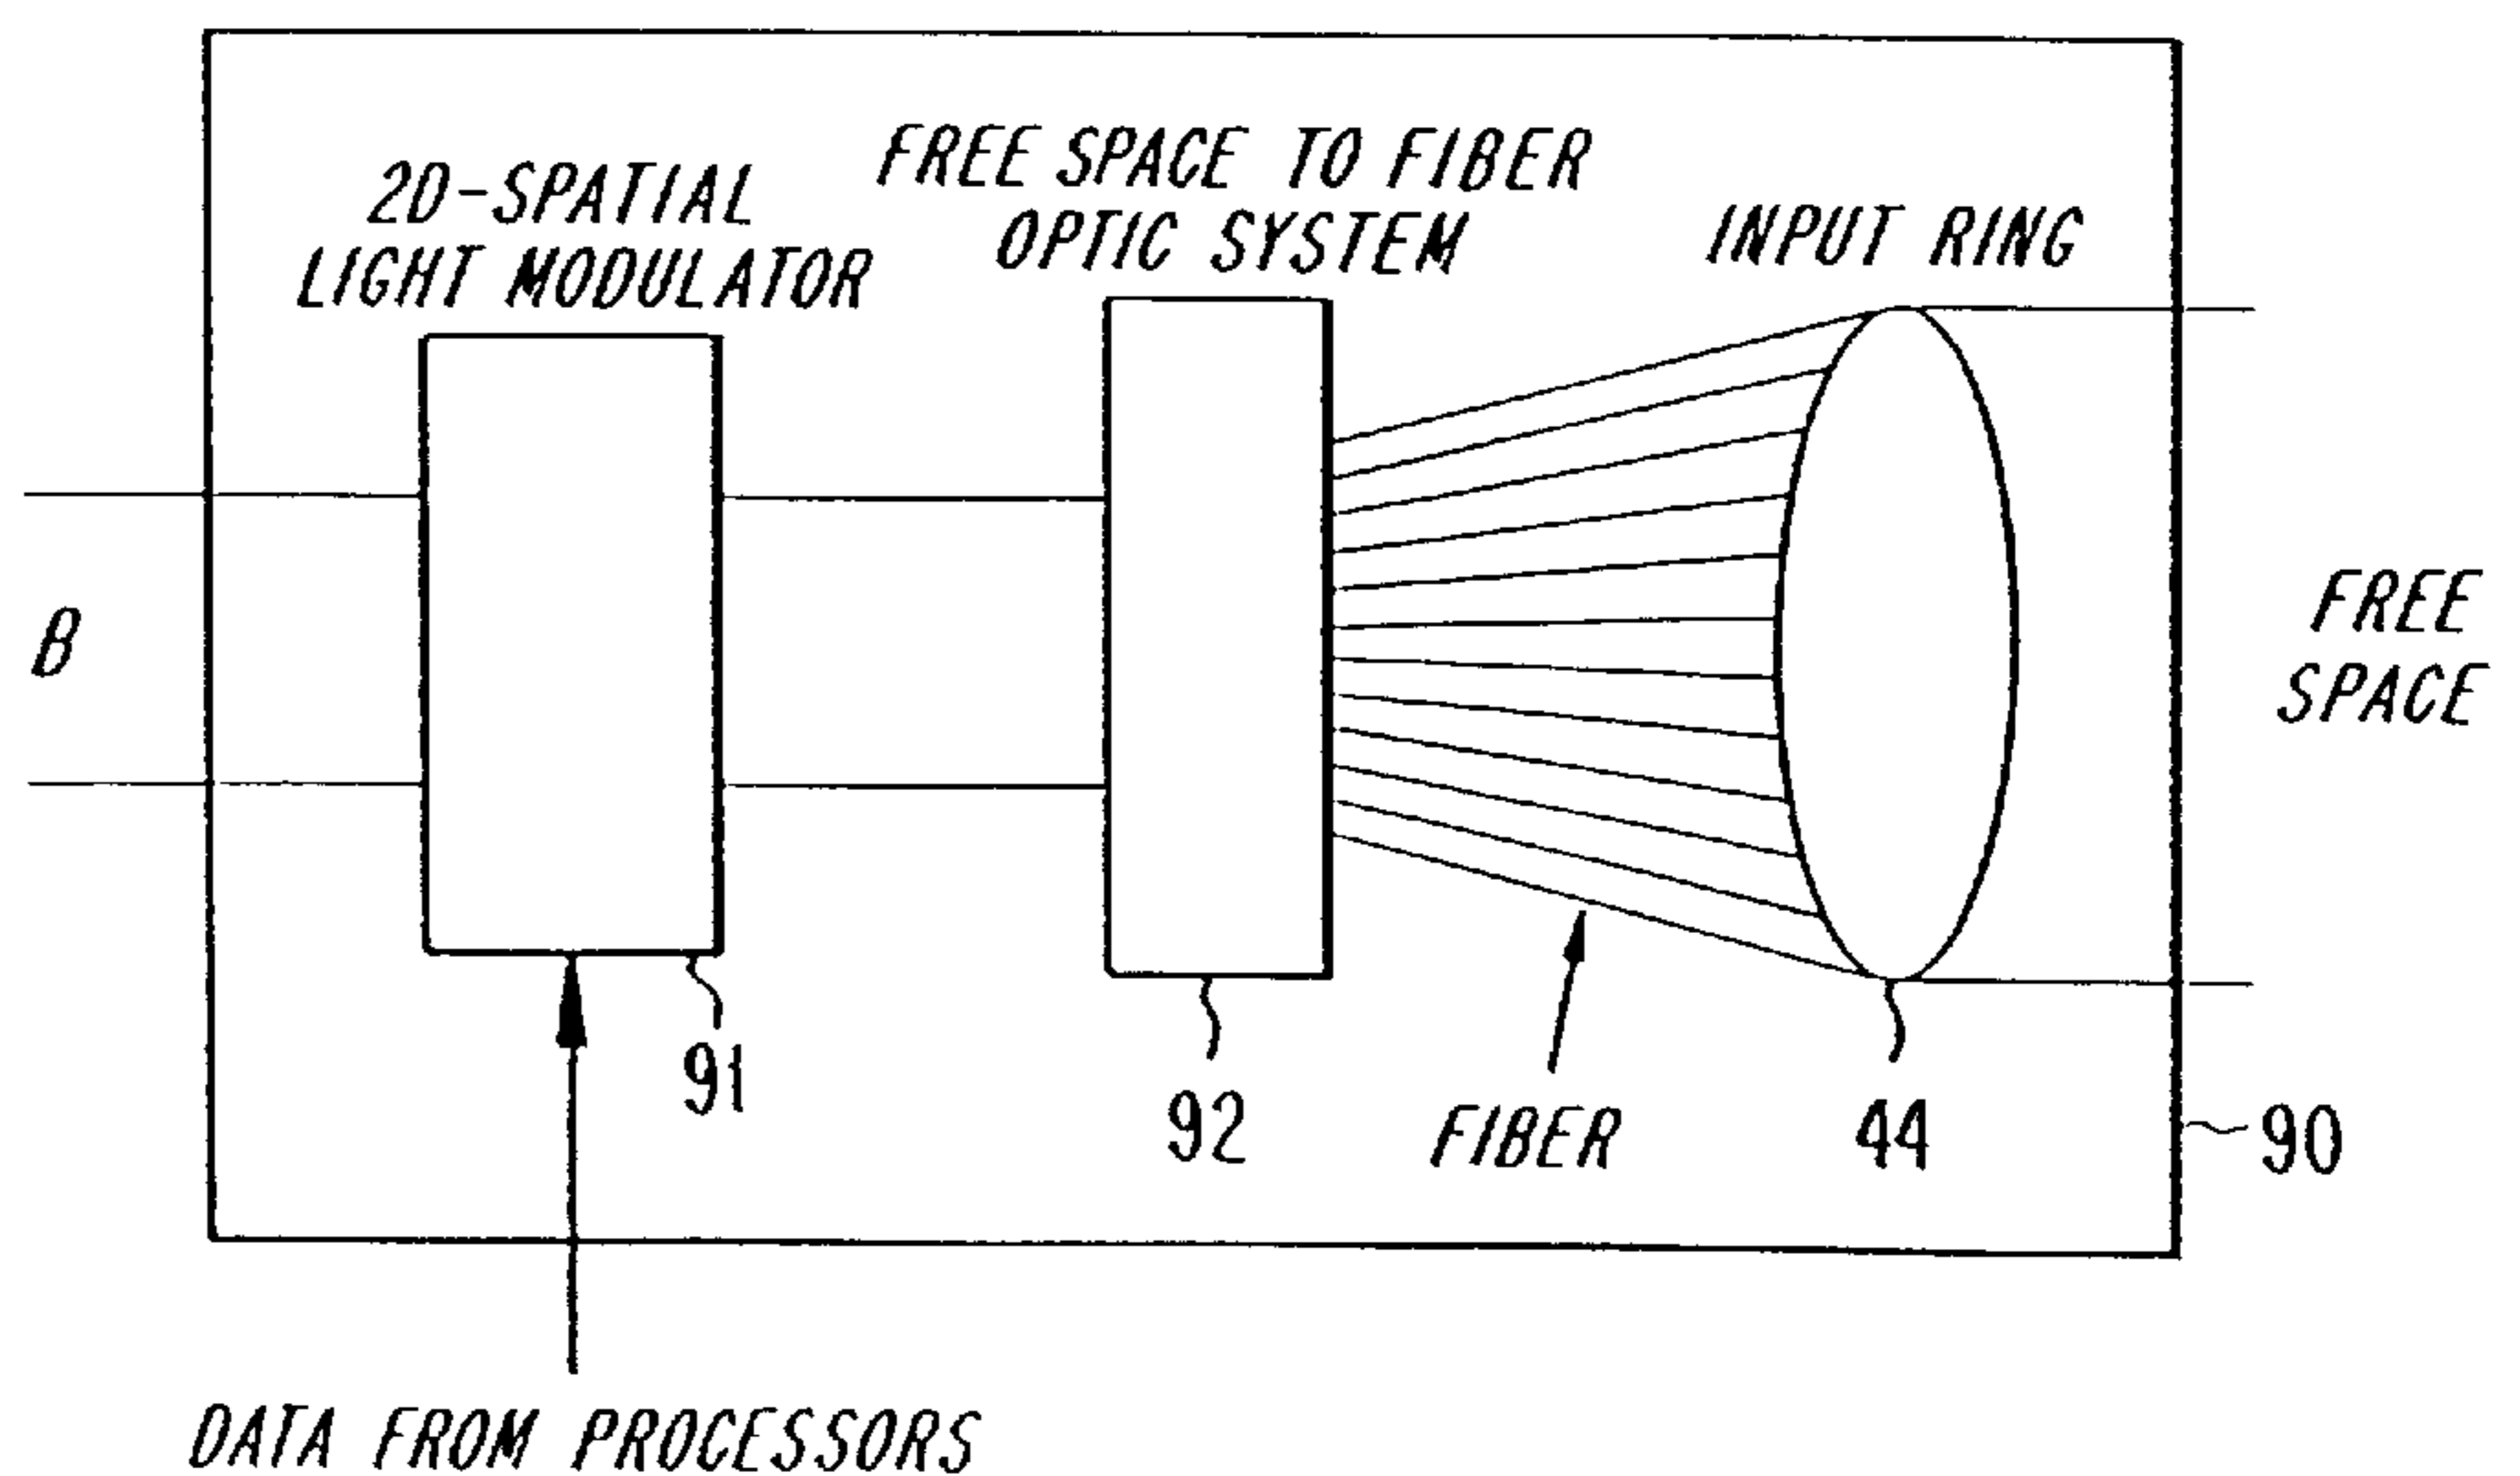 2D-SPATIAL
LIGHT MODULATOR
FREE SPACE TO FIBER
OPTIC SYSTEM
INPUT RING
B
FREE
SPACE
91
92
FIBER
44
90
DATA FROM PROCESSORS